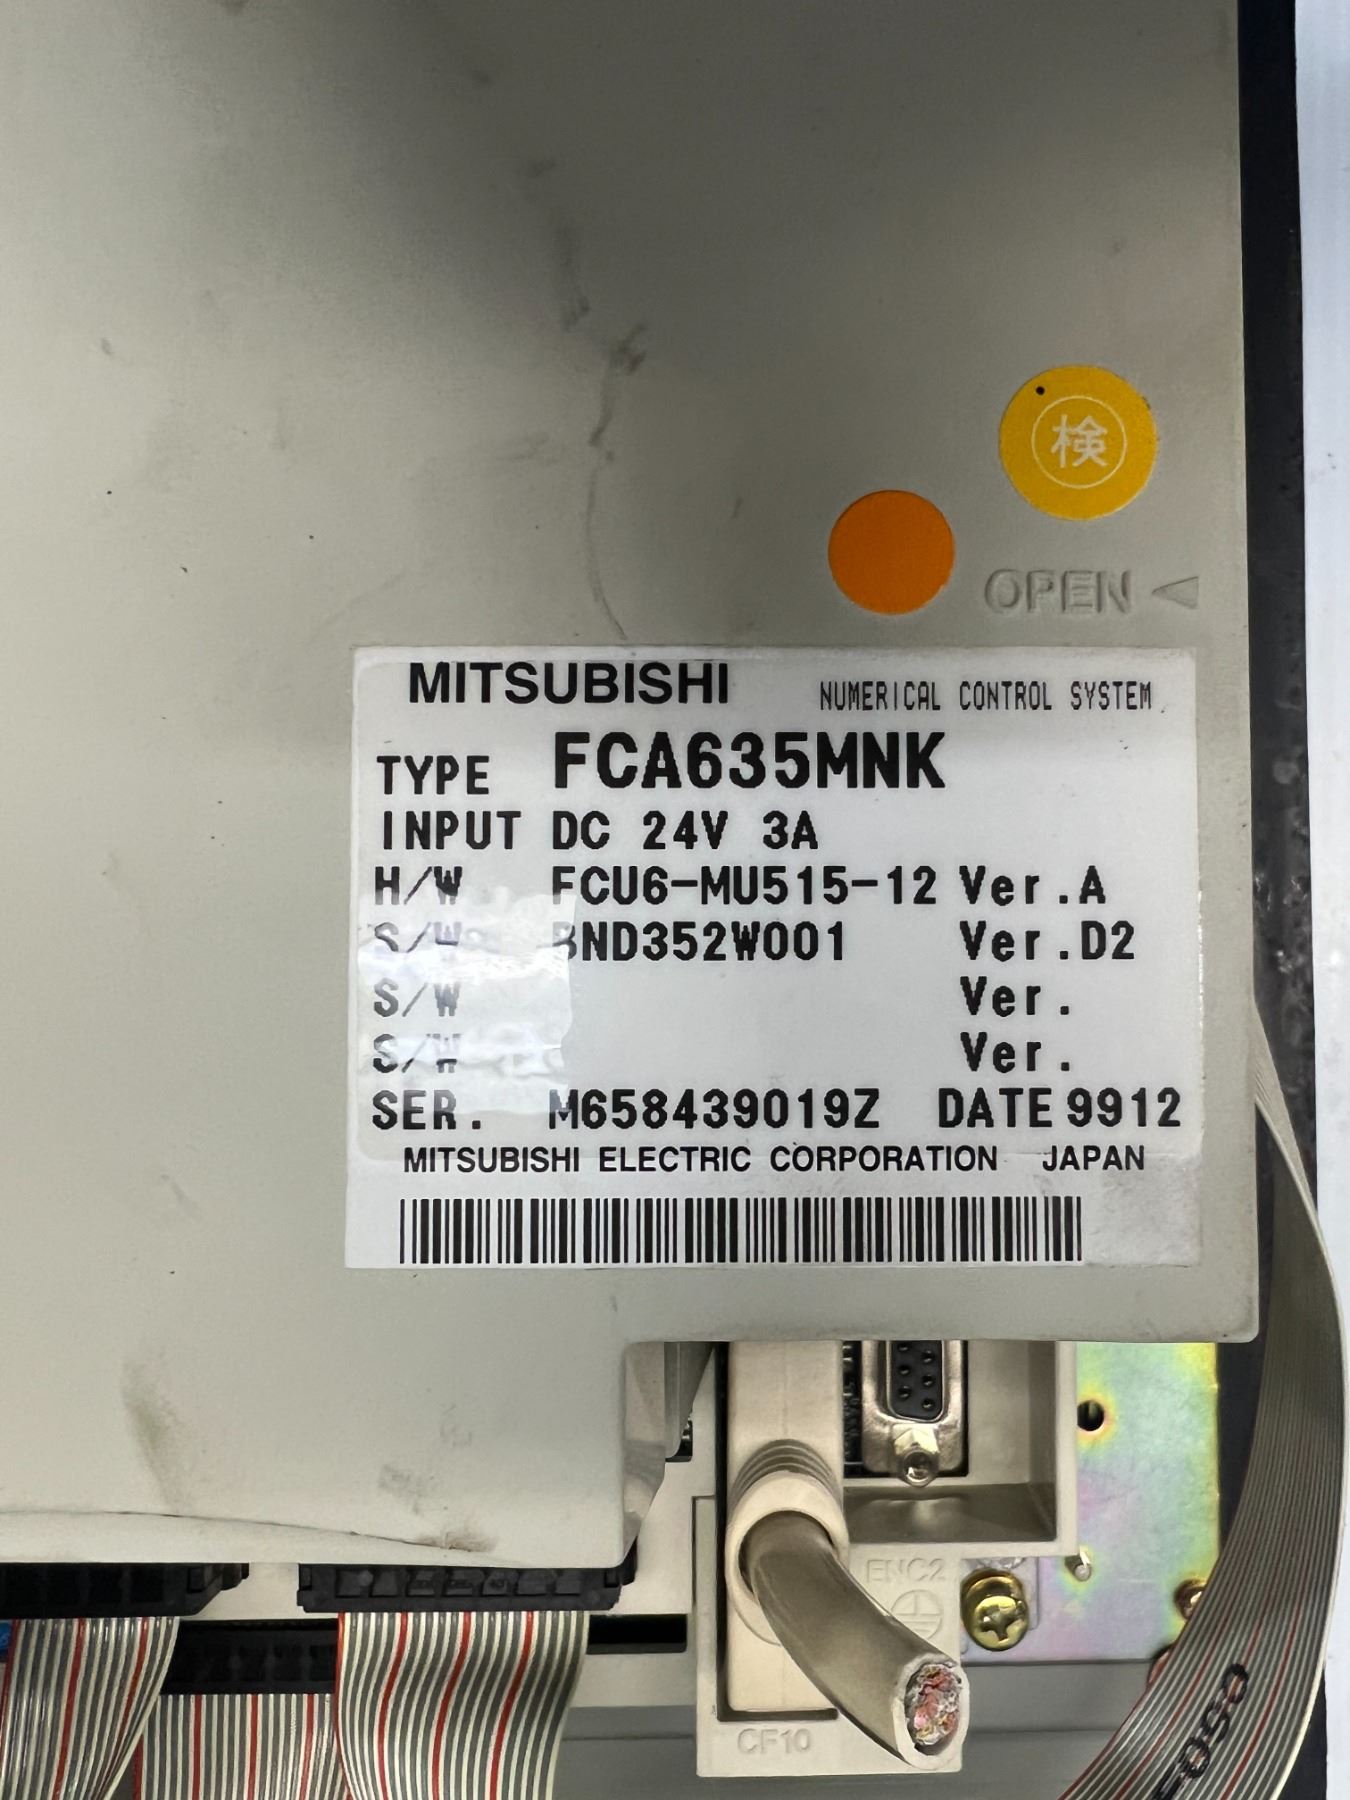 検
OPEN
MITSUBISHI NUMERICAL CONTROL SYSTEM
TYPE FCA635MNK
INPUT DC 24V 3A
H/W FCU6-MU515-12 Ver.A
S/W BND352W001 Ver.D2
S/W Ver.
S/W Ver.
SER. M658439019Z DATE 9912
MITSUBISHI ELECTRIC CORPORATION JAPAN
ENC2
CF10